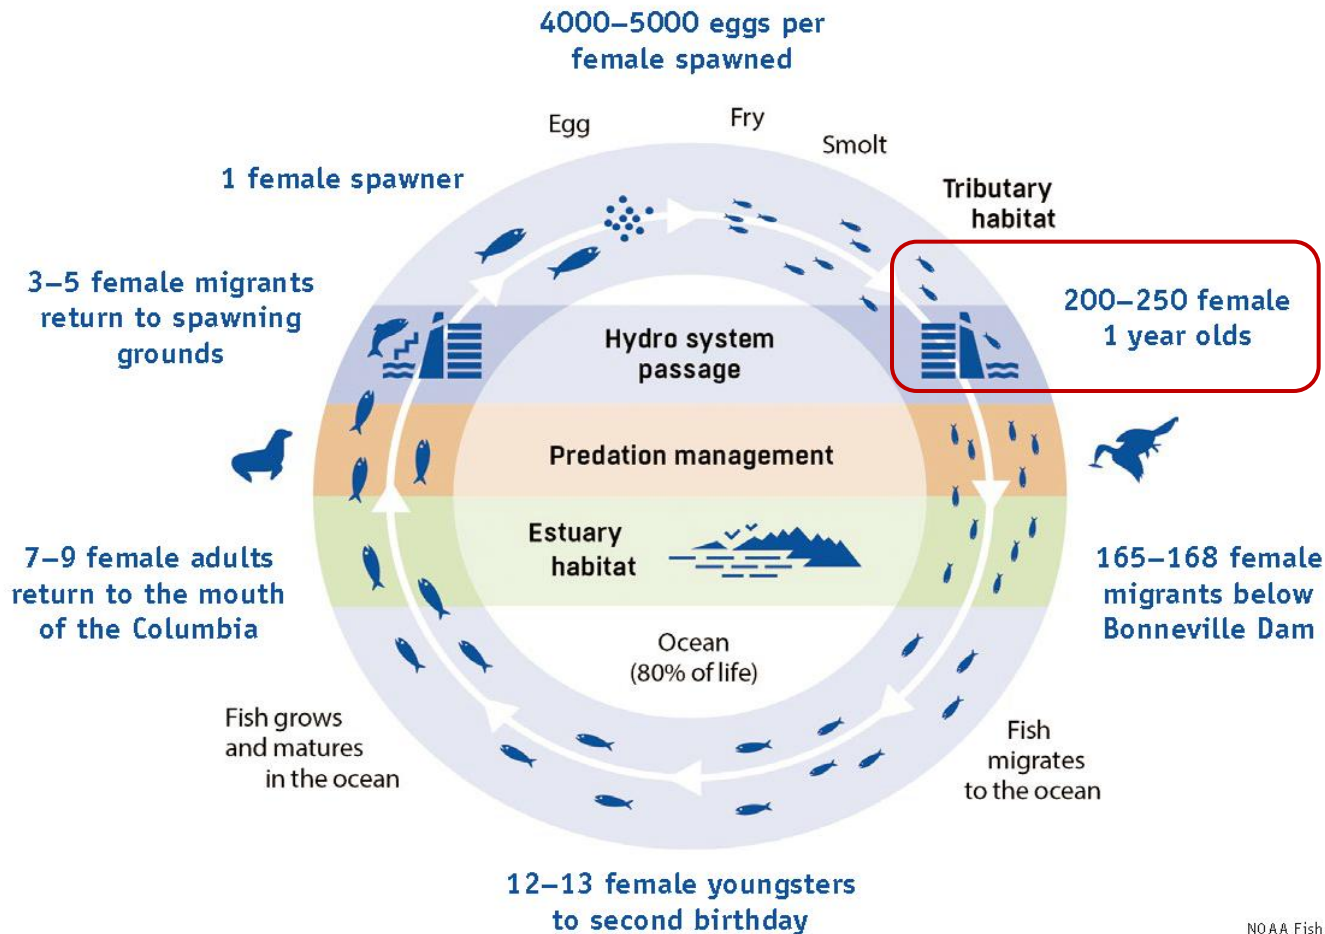 4000–5000 eggs per
female spawned
Egg
Fry
Smolt
1 female spawner
Tributary
habitat
3–5 female migrants
return to spawning
grounds
200–250 female
1 year olds
Hydro system
passage
Predation management
Estuary
habitat
7–9 female adults
return to the mouth
of the Columbia
165–168 female
migrants below
Bonneville Dam
Ocean
(80% of life)
Fish grows
and matures
in the ocean
Fish
migrates
to the ocean
12–13 female youngsters
to second birthday
NOAA Fish